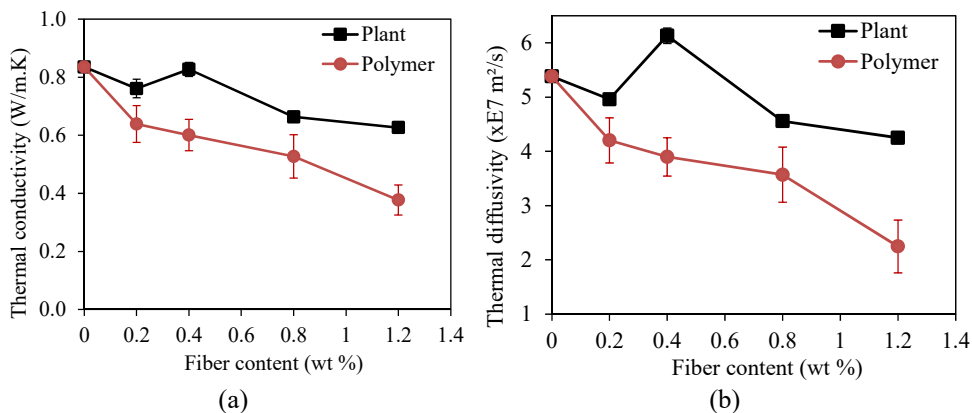 Thermal conductivity (W/m.K)
1.0
0.8
0.6
0.4
0.2
0.0
Plant
Polymer
0 0.2 0.4 0.6 0.8 1 1.2 1.4
Fiber content (wt %)
(a)
Thermal diffusivity (xE7 m²/s)
6
5
4
3
2
1
Plant
Polymer
0 0.2 0.4 0.6 0.8 1 1.2 1.4
Fiber content (wt %)
(b)